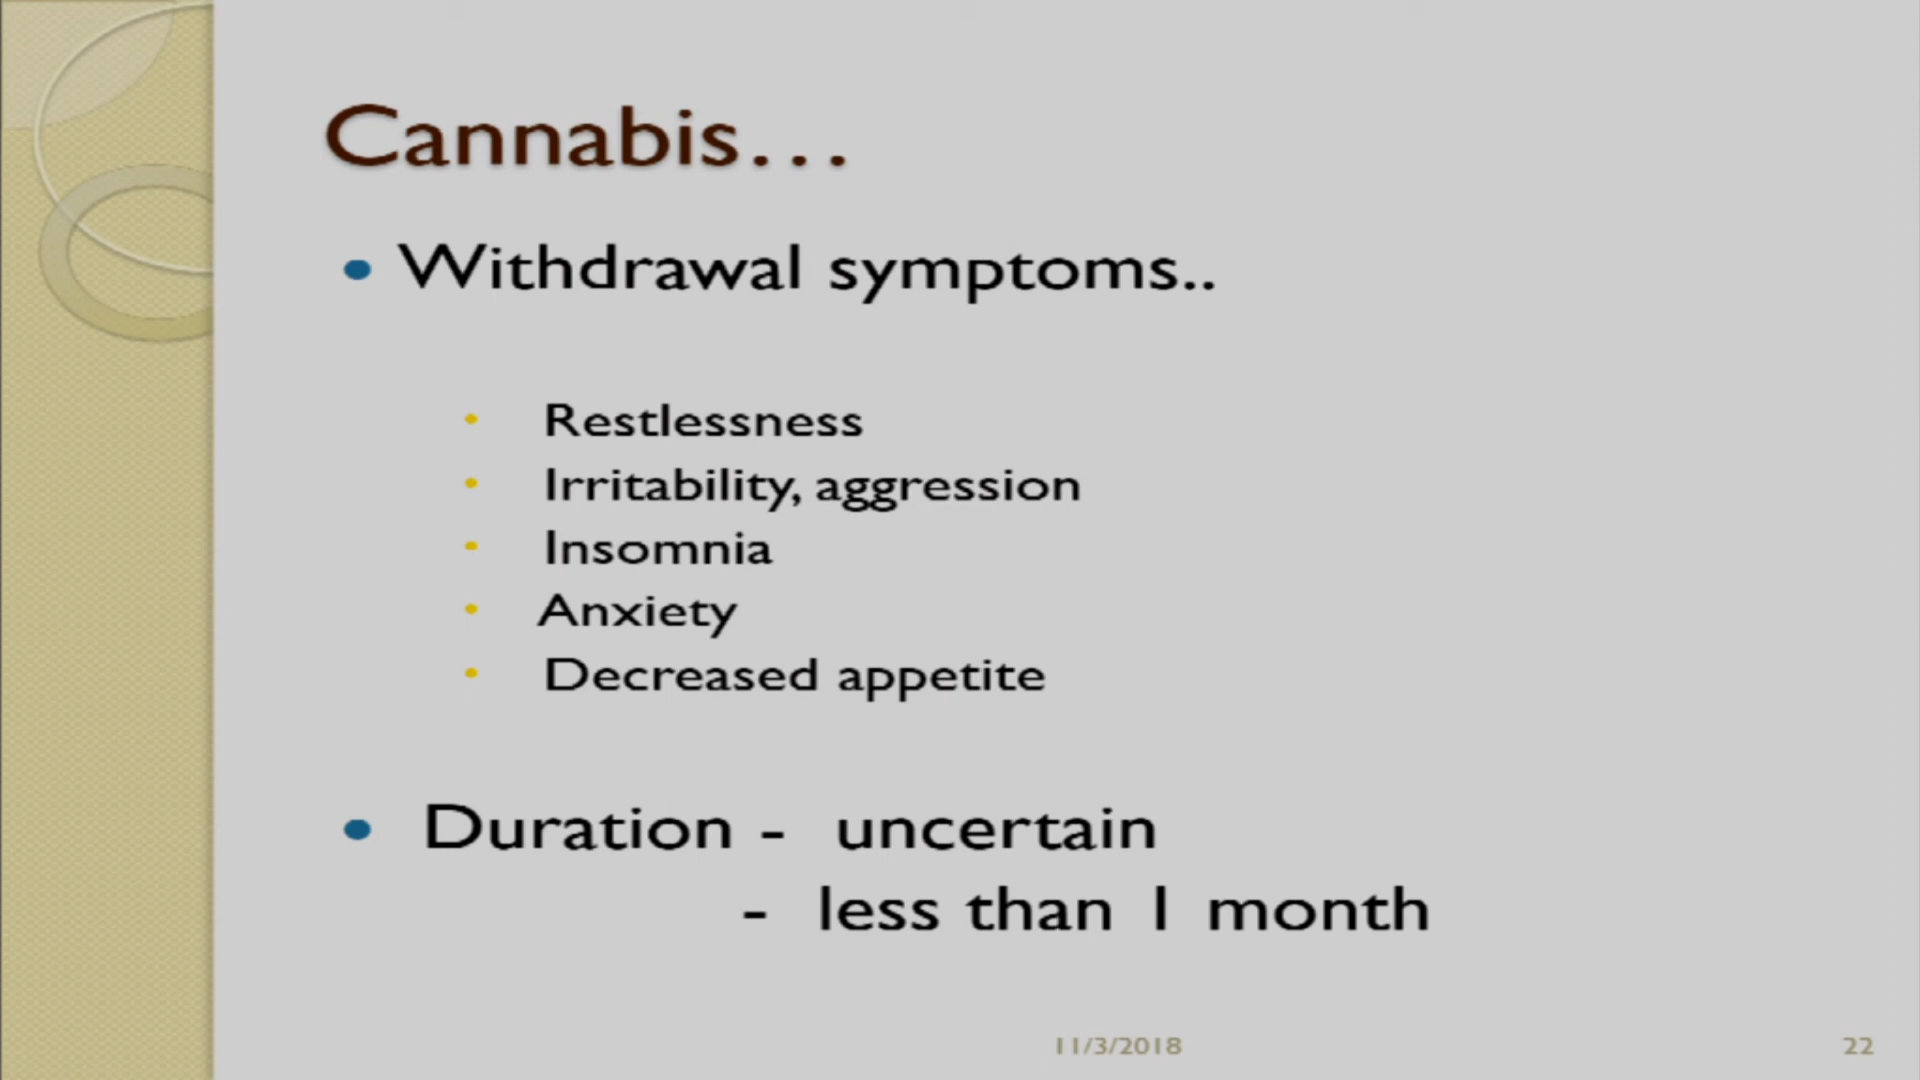 Cannabis...
• Withdrawal symptoms..
• Restlessness
• Irritability, aggression
• Insomnia
• Anxiety
• Decreased appetite
• Duration - uncertain
- less than 1 month
11/3/2018 22